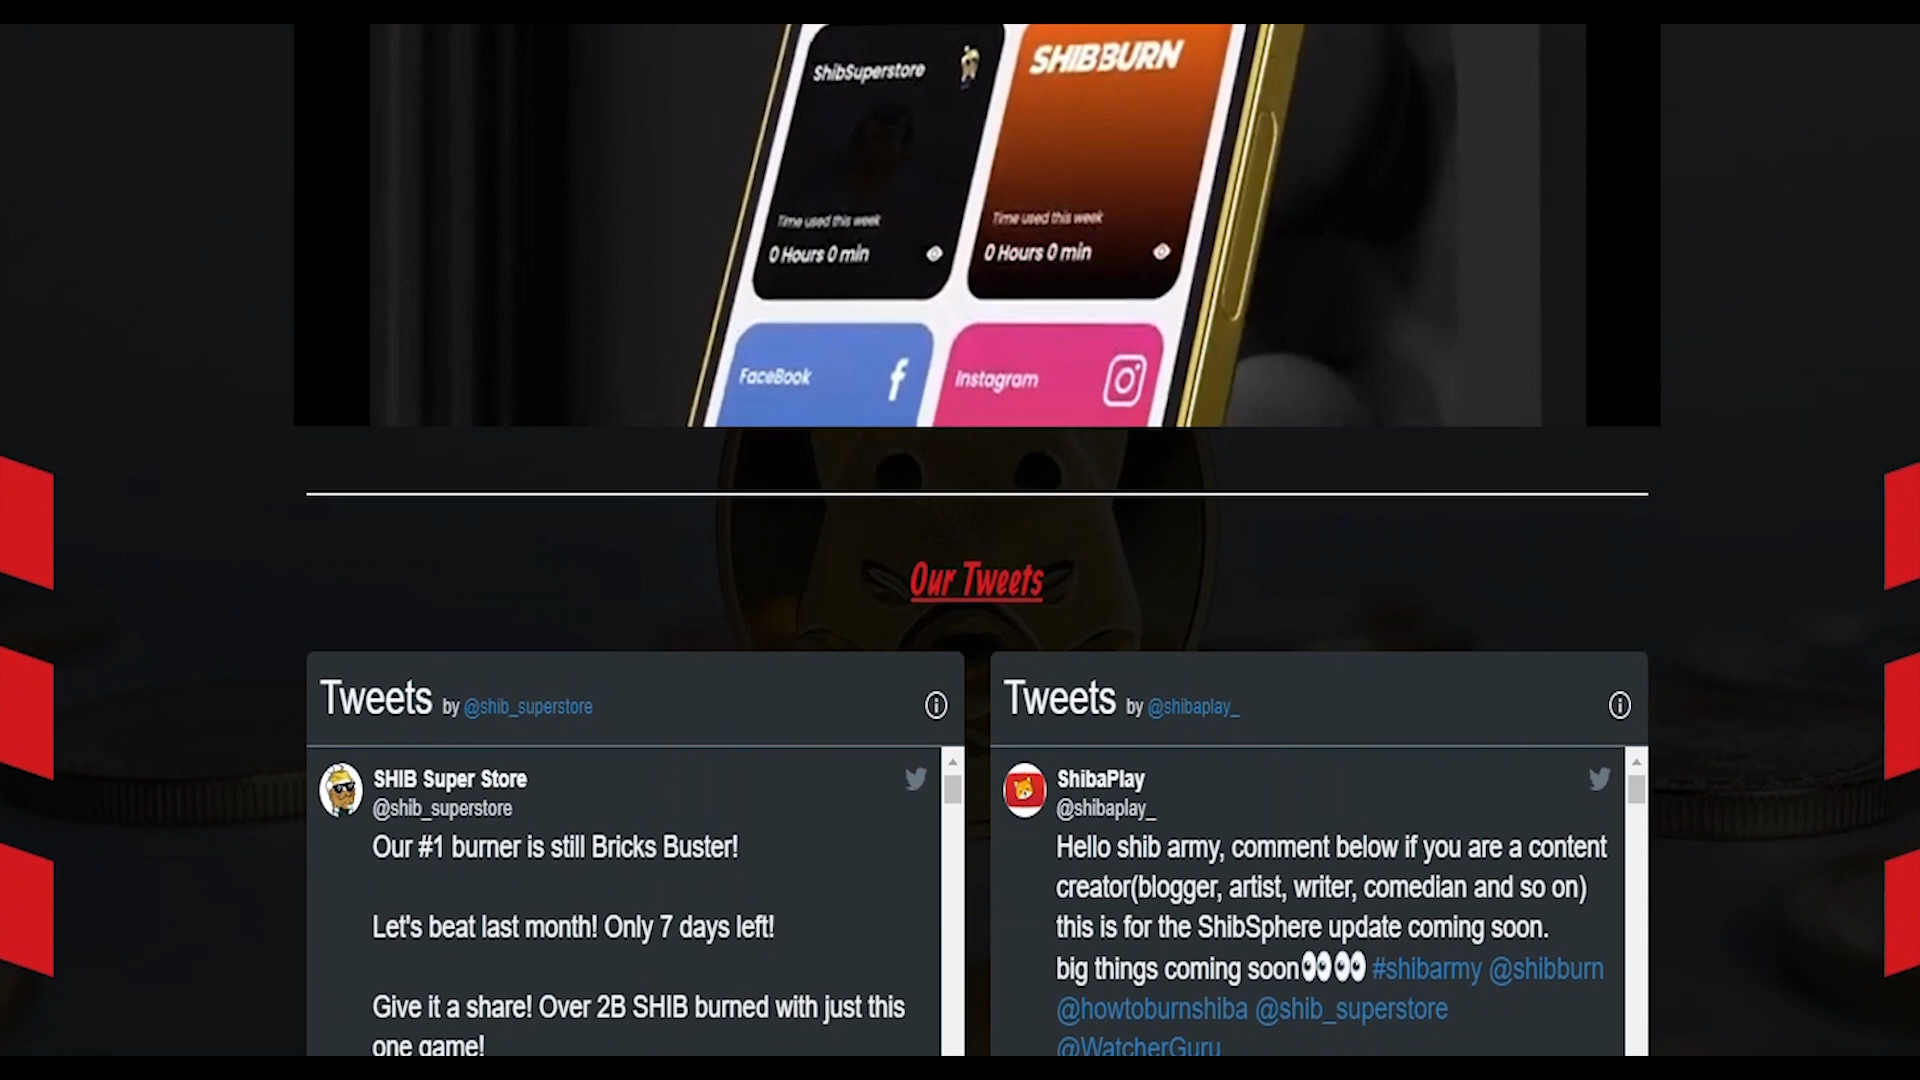 ShibSuperstore
SHIBBURN
Time used this week
Time used this week
0 Hours 0 min
0 Hours 0 min
FaceBook
Instagram
Our Tweets
Tweets by @shib_superstore
SHIB Super Store
@shib_superstore
Our #1 burner is still Bricks Buster!
Let's beat last month! Only 7 days left!
Give it a share! Over 2B SHIB burned with just this
one game!
Tweets by @shibaplay_
ShibaPlay
@shibaplay_
Hello shib army, comment below if you are a content
creator(blogger, artist, writer, comedian and so on)
this is for the ShibSphere update coming soon.
big things coming soon👀👀 #shibarmy @shibburn
@howtoburnshiba @shib_superstore
@WatcherGuru